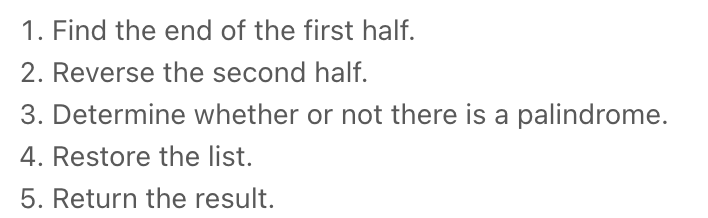 1. Find the end of the first half.
2. Reverse the second half.
3. Determine whether or not there is a palindrome.
4. Restore the list.
5. Return the result.